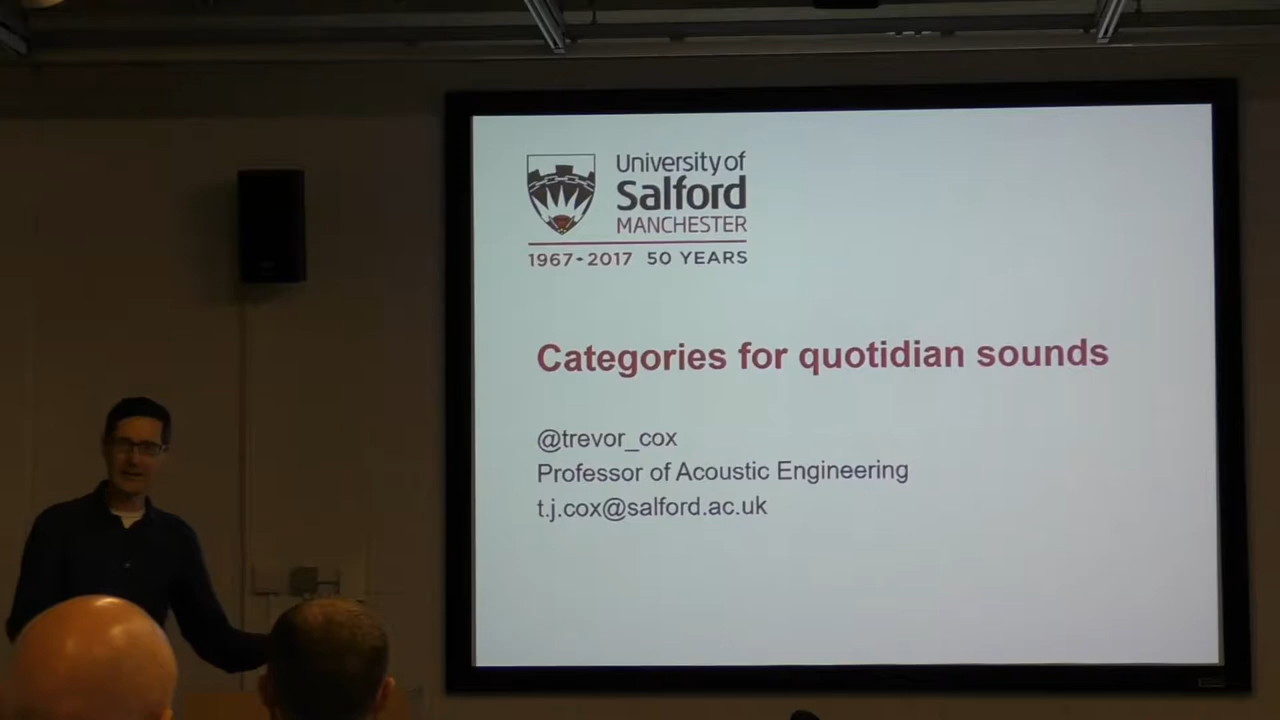 University of
Salford
MANCHESTER
1967-2017 50 YEARS
Categories for quotidian sounds
@trevor_cox
Professor of Acoustic Engineering
t.j.cox@salford.ac.uk